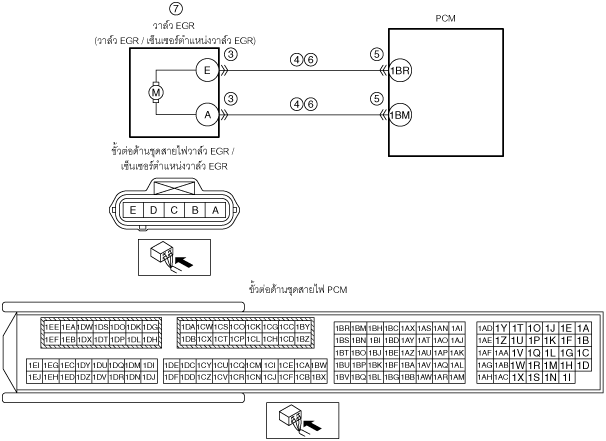 ⑦
วาล์ว EGR
(วาล์ว EGR / เซ็นเซอร์ตำแหน่งวาล์ว EGR)
PCM
③
④⑥
⑤
E
1BR
M
③
④⑥
⑤
A
1BM
ขั้วต่อด้านชุดสายไฟวาล์ว EGR /
เซ็นเซอร์ตำแหน่งวาล์ว EGR
E D C B A
ขั้วต่อด้านชุดสายไฟ PCM
1EE 1EA 1DW 1DS 1DO 1DK 1DG
1EF 1EB 1DX 1DT 1DP 1DL 1DH
1DA 1CW 1CS 1CO 1CK 1CG 1CC 1BY
1DB 1CX 1CT 1CP 1CL 1CH 1CD 1BZ
1EI 1EG 1EC 1DY 1DU 1DQ 1DM 1DI
1EJ 1EH 1ED 1DZ 1DV 1DR 1DN 1DJ
1DE 1DC 1CY 1CU 1CQ 1CM 1CI 1CE 1CA 1BW
1DF 1DD 1CZ 1CV 1CR 1CN 1CJ 1CF 1CB 1BX
1BR 1BM 1BH 1BC 1AX 1AS 1AN 1AI
1BS 1BN 1BI 1BD 1AY 1AT 1AO 1AJ
1BT 1BO 1BJ 1BE 1AZ 1AU 1AP 1AK
1BU 1BP 1BK 1BF 1BA 1AV 1AQ 1AL
1BV 1BQ 1BL 1BG 1BB 1AW 1AR 1AM
1AD 1Y 1T 1O 1J 1E 1A
1AE 1Z 1U 1P 1K 1F 1B
1AF 1AA 1V 1Q 1L 1G 1C
1AG 1AB 1W 1R 1M 1H 1D
1AH 1AC 1X 1S 1N 1I